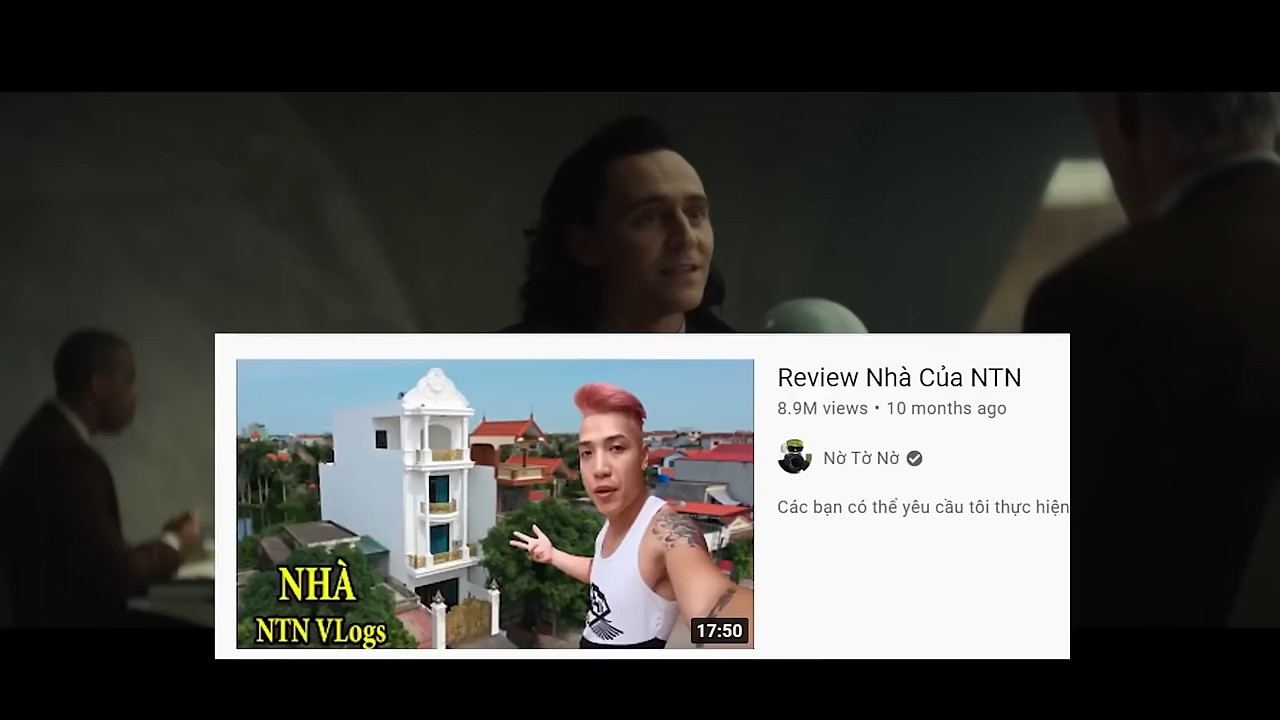 Review Nhà Của NTN
8.9M views • 10 months ago
Nờ Tờ Nờ
Các bạn có thể yêu cầu tôi thực hiện
NHÀ
NTN VLogs
17:50